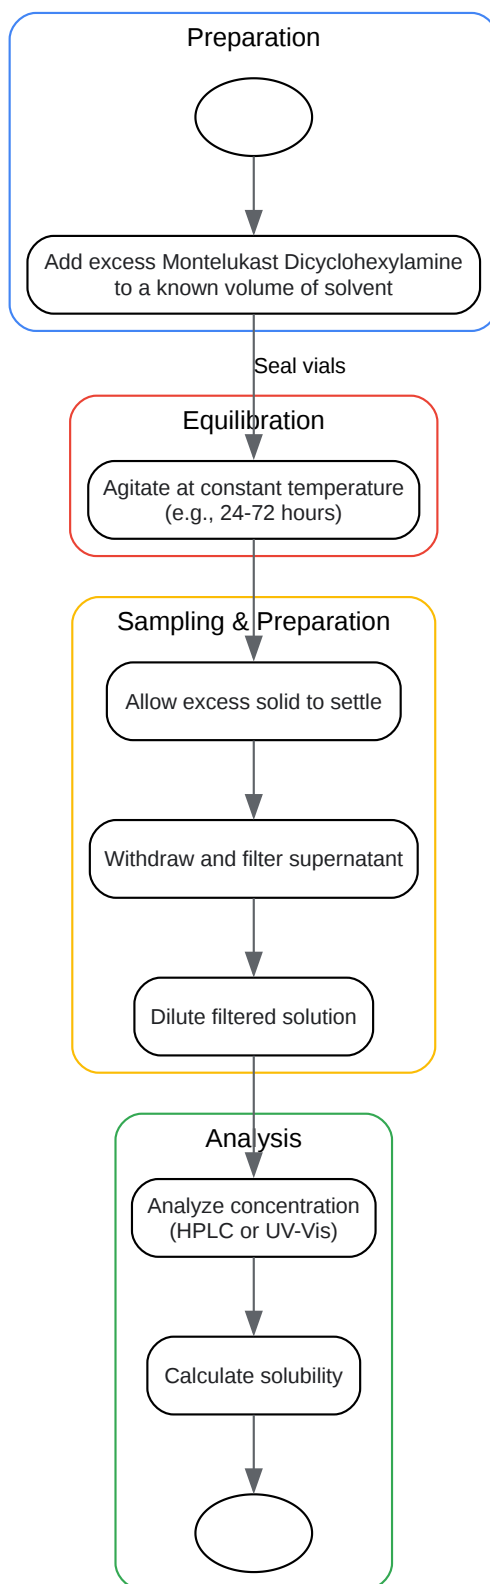 Preparation
Add excess Montelukast Dicyclohexylamine
to a known volume of solvent
Seal vials
Equilibration
Agitate at constant temperature
(e.g., 24-72 hours)
Sampling & Preparation
Allow excess solid to settle
Withdraw and filter supernatant
Dilute filtered solution
Analysis
Analyze concentration
(HPLC or UV-Vis)
Calculate solubility